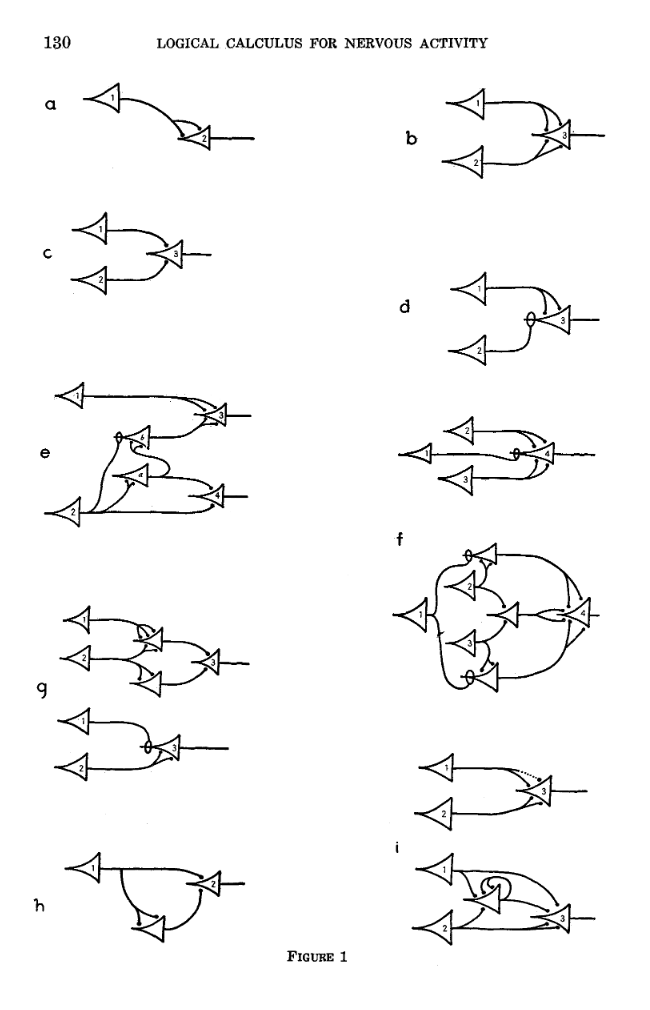 130 LOGICAL CALCULUS FOR NERVOUS ACTIVITY
a 1 2
b 1 2 3
c 1 2 3
d 1 2 3
e 1 2 3 4 a b
1 2 3 4
f
1 2 3 4
1 2 3
g
1 2 3
h 1 2
1 2 3
i
1 2 3
FIGURE 1